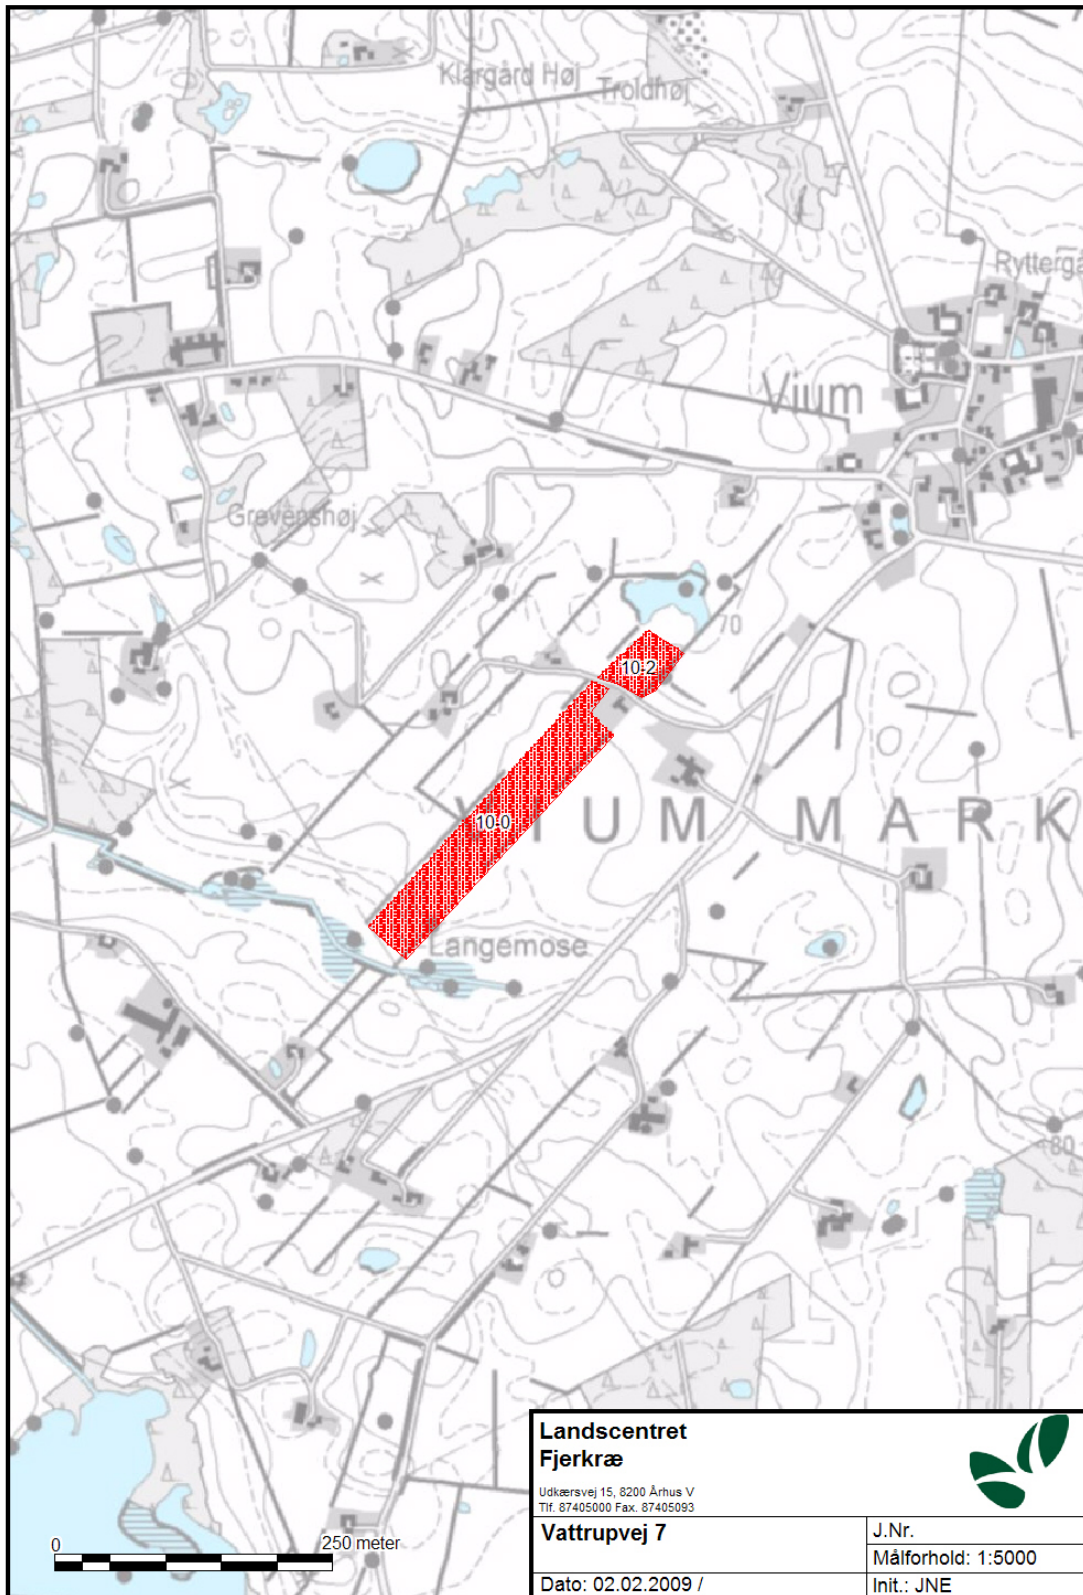 Klargård Høj
Troldhøj
Rytterga
Vium
Grevenshøj
70
10-2
10-0
VIUM MARK
Langemose
80
0
250 meter
Landscentret
Fjerkræ
Udkærsvej 15, 8200 Århus V
Tlf. 87405000 Fax. 87405093
Vattrupvej 7
J.Nr.
Målforhold: 1:5000
Dato: 02.02.2009 /
Init.: JNE